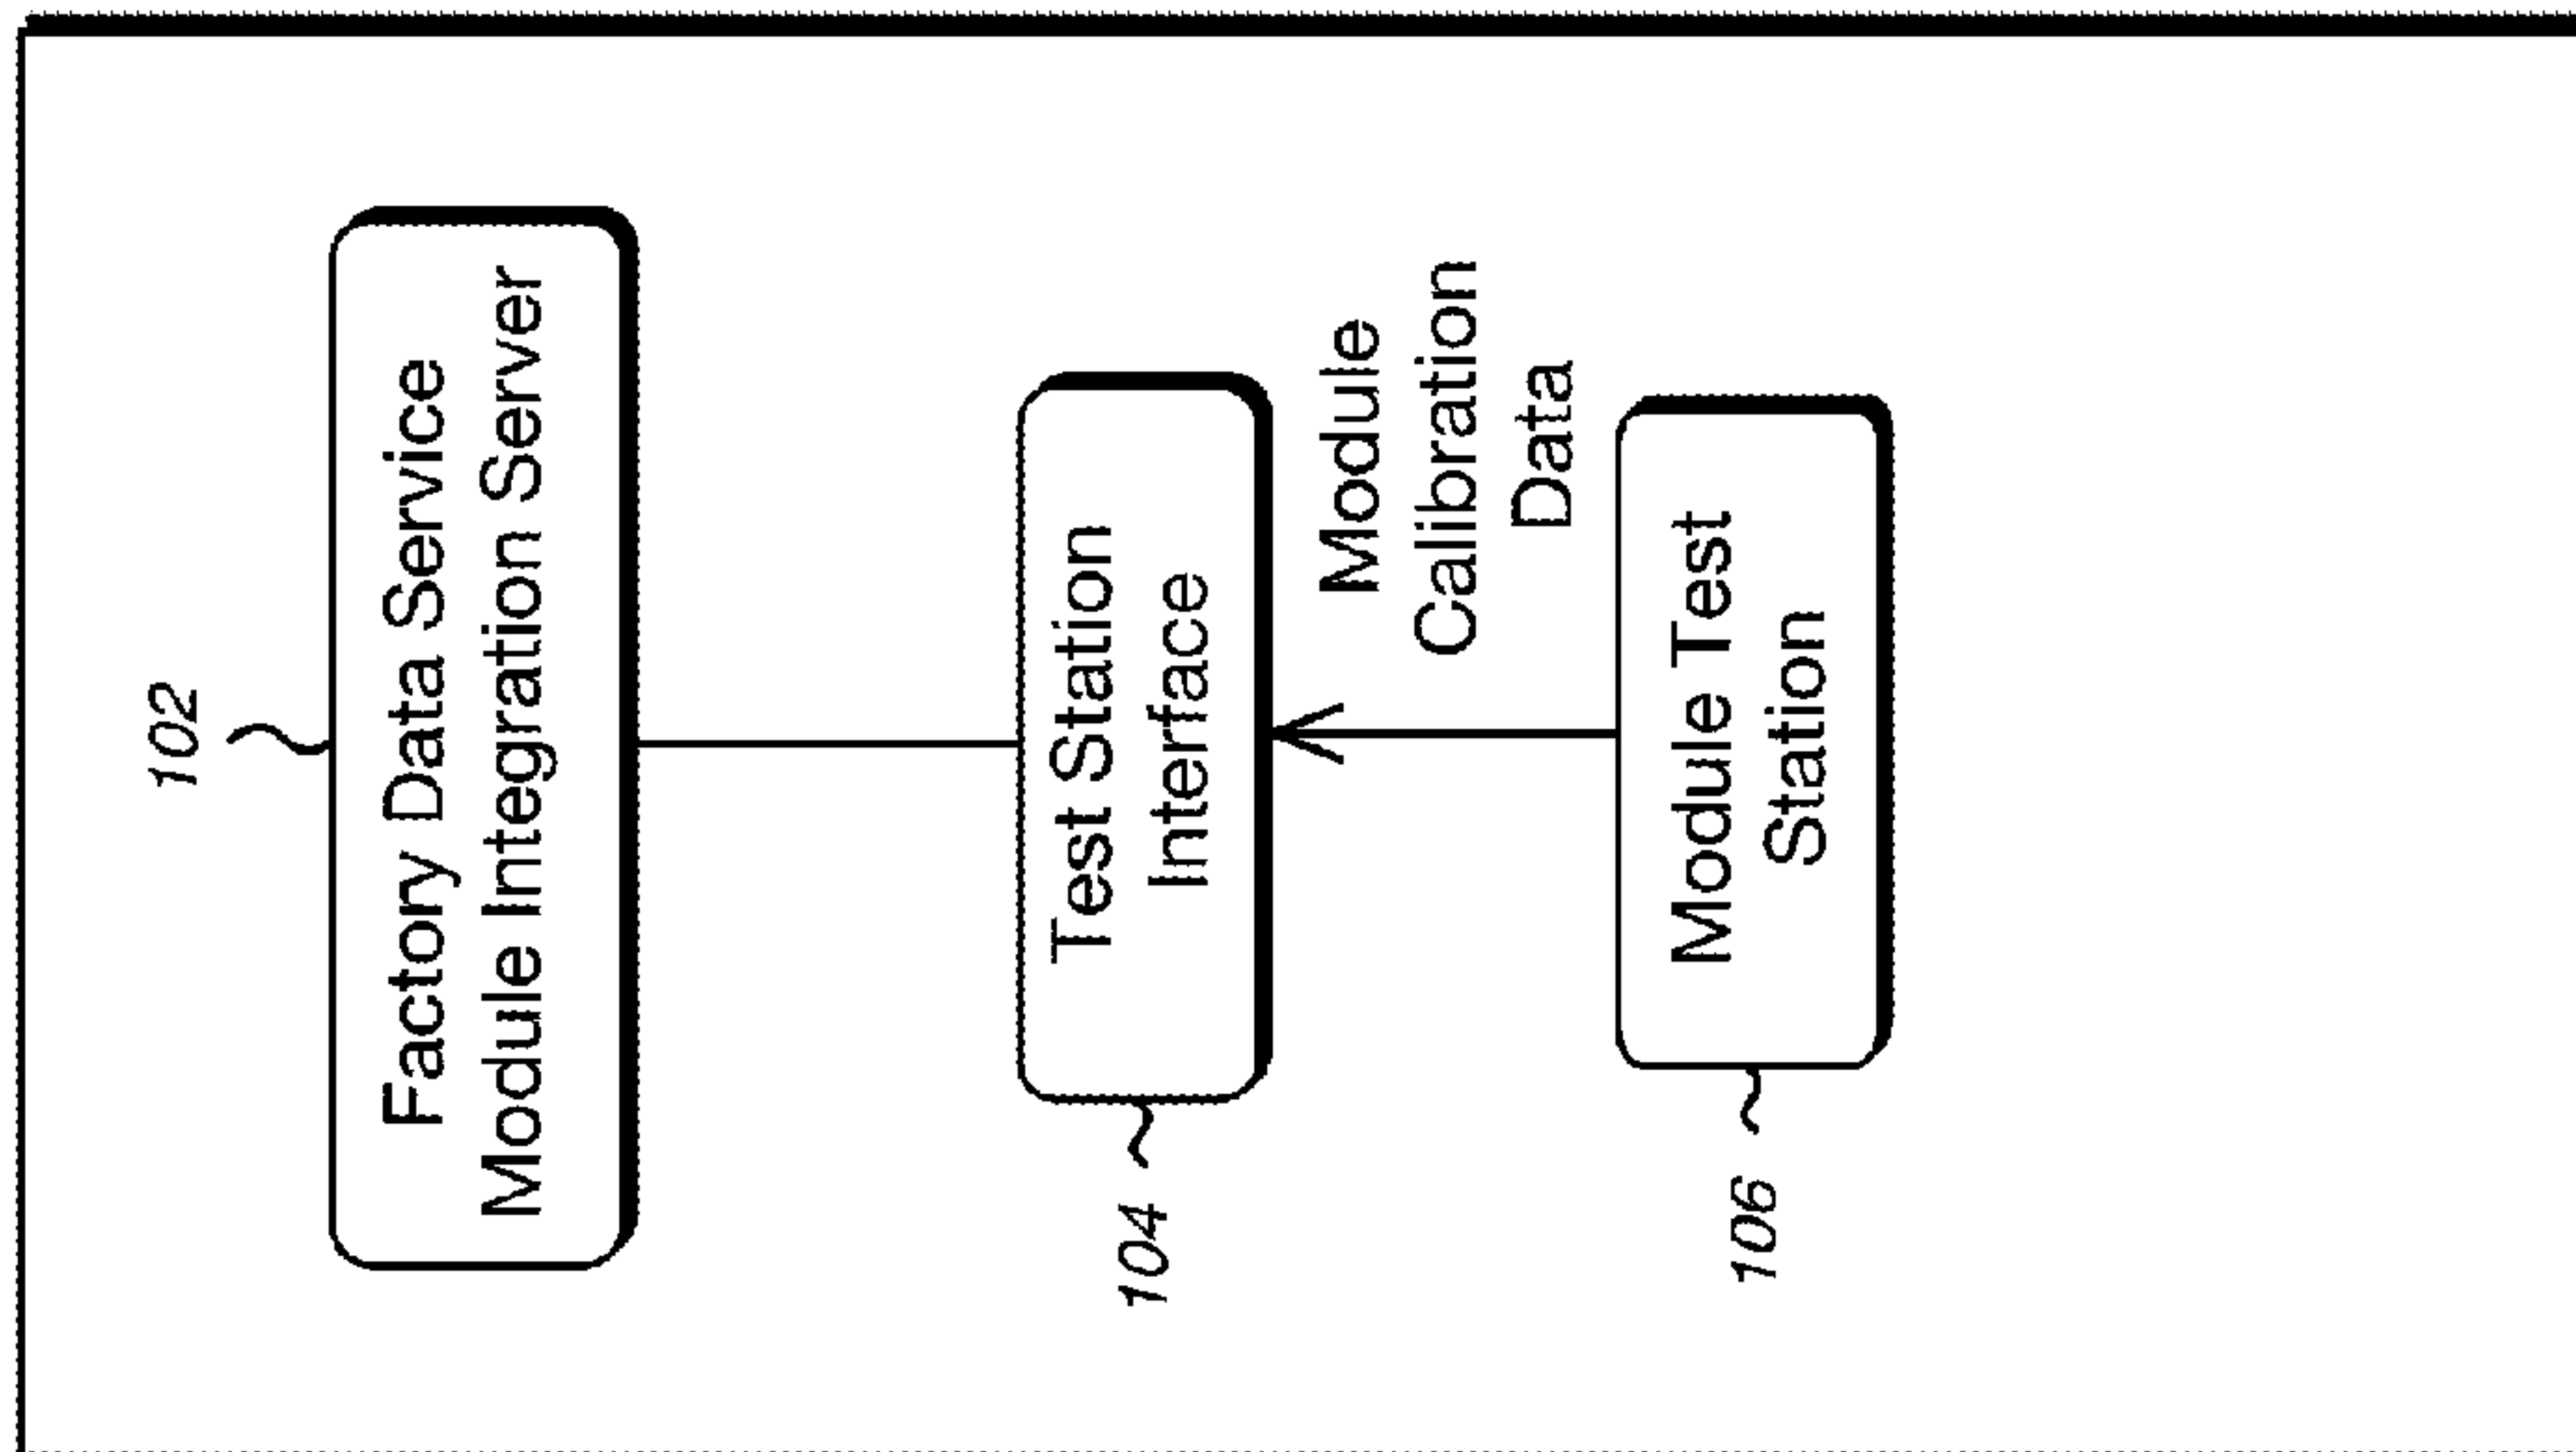 102
Factory Data Service
Module Integration Server
104
Test Station
Interface
Module
Calibration
Data
106
Module Test
Station